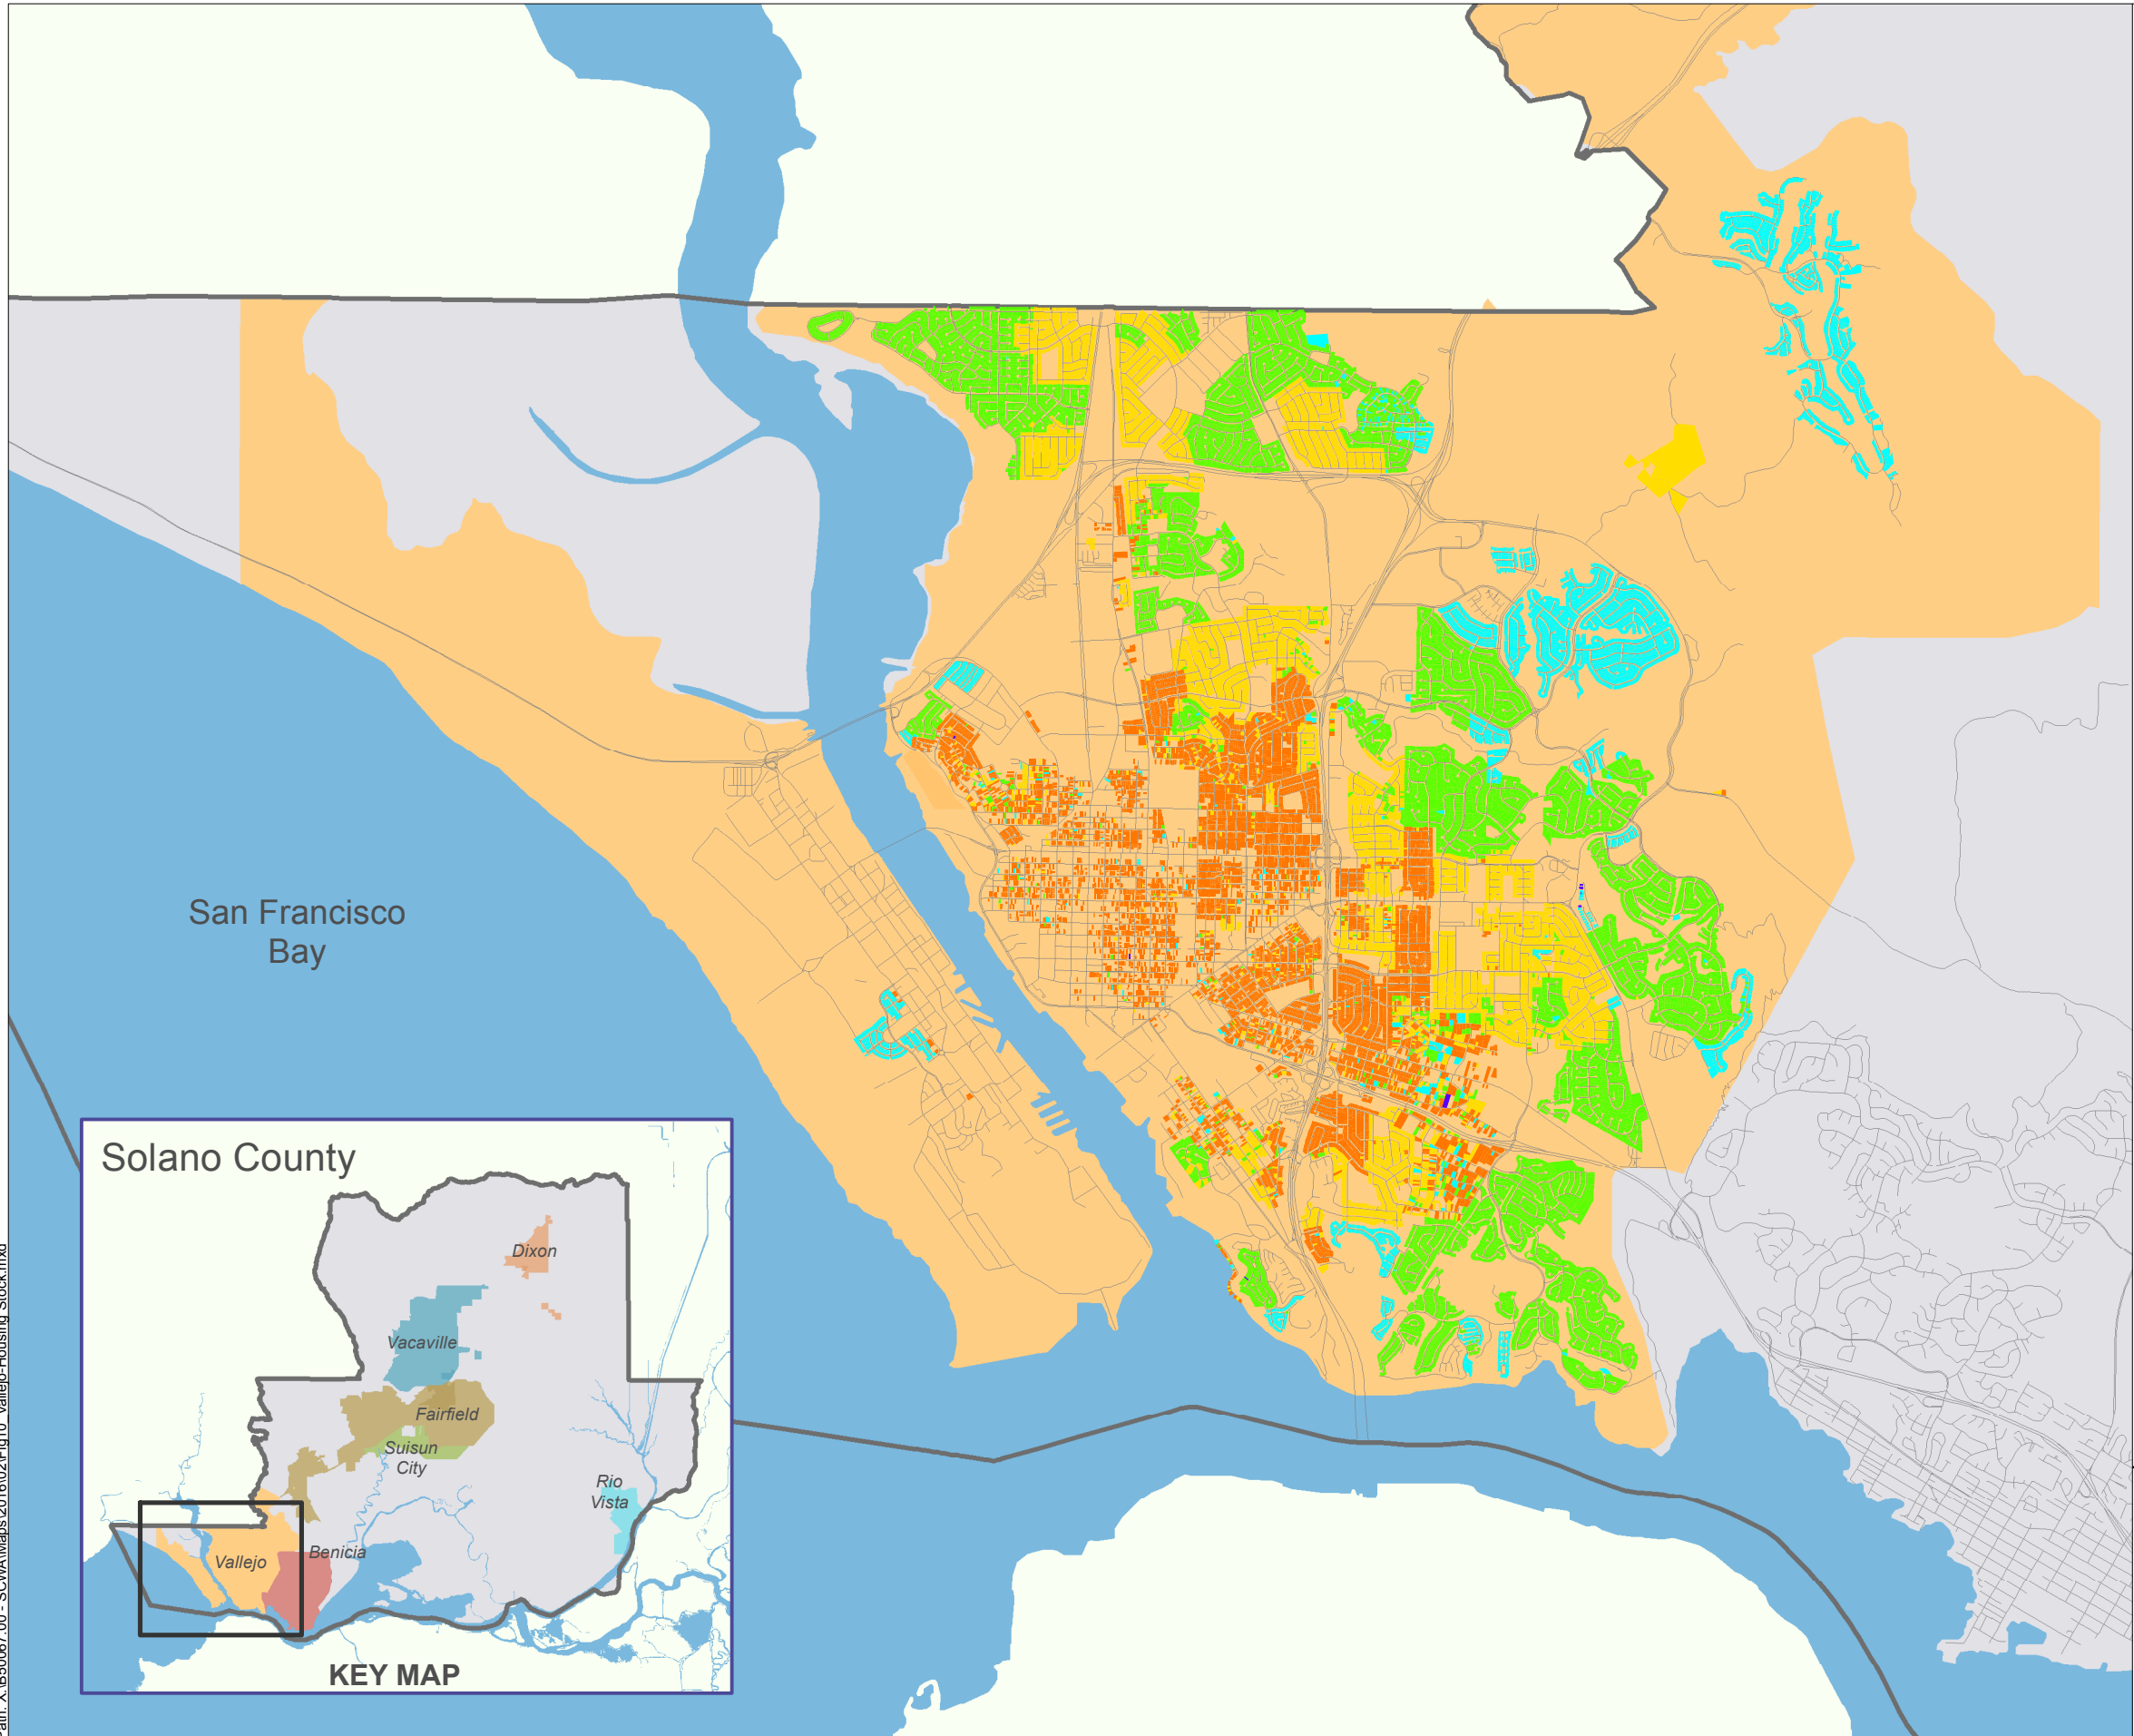 San Francisco
Bay
Solano County
Dixon
Vacaville
Fairfield
Suisun
City
Rio
Vista
Benicia
Vallejo
KEY MAP